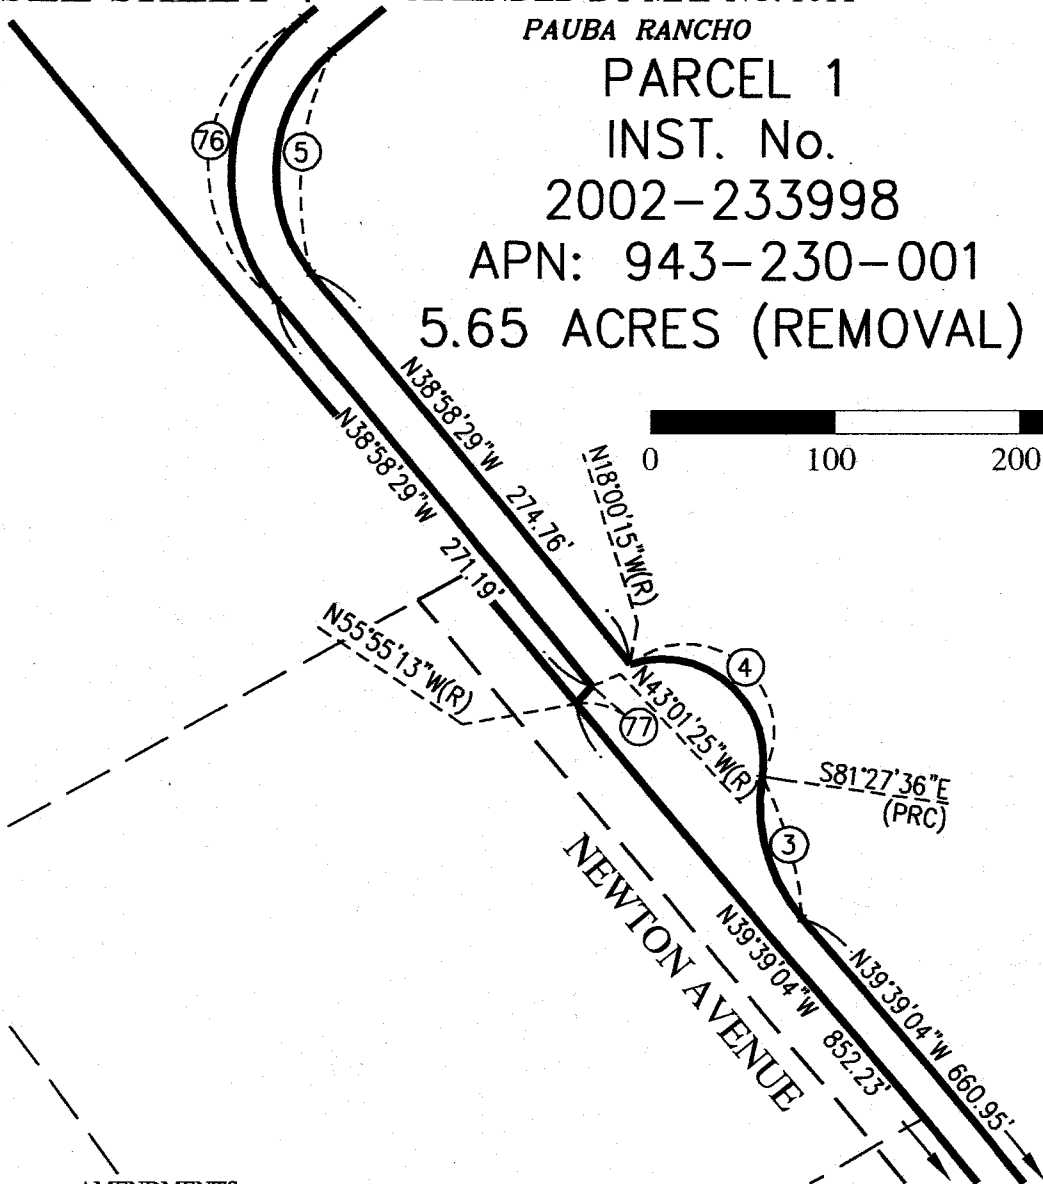 PAUBA RANCHO
PARCEL 1
INST. No.
2002-233998
APN: 943-230-001
5.65 ACRES (REMOVAL)
76
5
N38°58'29"W 274.76'
N38°58'29"W 271.19'
0 100 200
N18°00'15"W(R)
N55°55'13"W(R)
4
N43°01'25"W(R)
77
S81°27'36"E
(PRC)
3
NEWTON AVENUE
N39°39'04"W 852.23'
N39°39'04"W 660.95'
AMENDMENTS